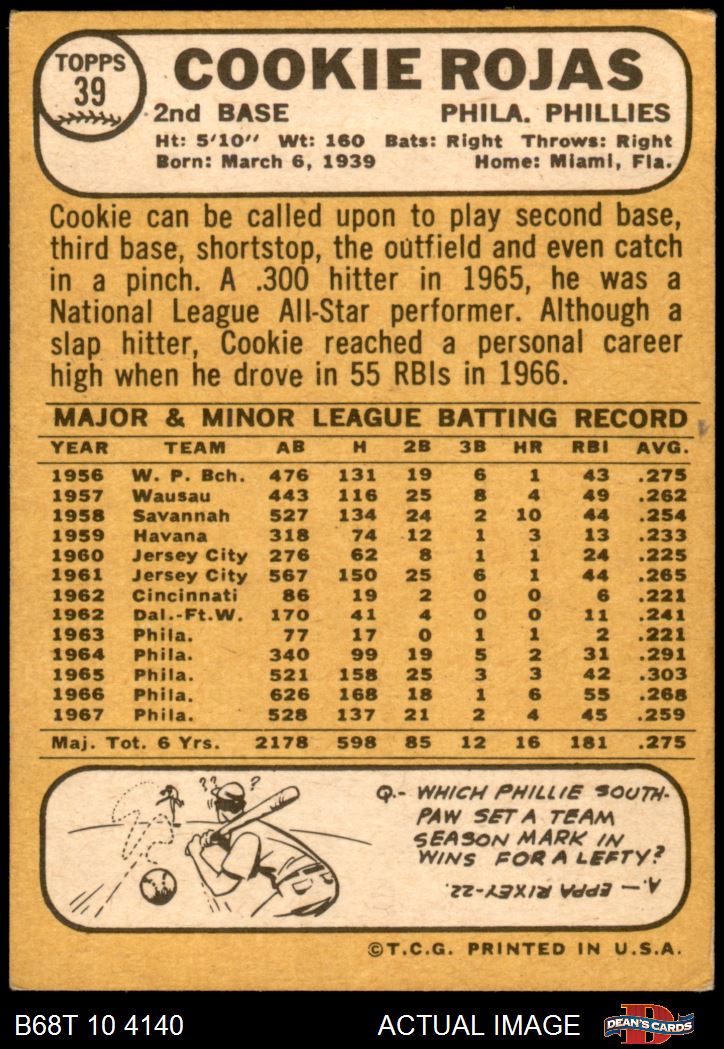 TOPPS
39
COOKIE ROJAS
2nd BASE PHILA. PHILLIES
Ht: 5'10" Wt: 160 Bats: Right Throws: Right
Born: March 6, 1939 Home: Miami, Fla.
Cookie can be called upon to play second base,
third base, shortstop, the outfield and even catch
in a pinch. A .300 hitter in 1965, he was a
National League All-Star performer. Although a
slap hitter, Cookie reached a personal career
high when he drove in 55 RBIs in 1966.
MAJOR & MINOR LEAGUE BATTING RECORD
YEAR TEAM AB H 2B 3B HR RBI AVG.
1956 W. P. Bch. 476 131 19 6 1 43 .275
1957 Wausau 443 116 25 8 4 49 .262
1958 Savannah 527 134 24 2 10 44 .254
1959 Havana 318 74 12 1 3 13 .233
1960 Jersey City 276 62 8 1 1 24 .225
1961 Jersey City 567 150 25 6 1 44 .265
1962 Cincinnati 86 19 2 0 0 6 .221
1962 Dal.-Ft.W. 170 41 4 0 0 11 .241
1963 Phila. 77 17 0 1 1 2 .221
1964 Phila. 340 99 19 5 2 31 .291
1965 Phila. 521 158 25 3 3 42 .303
1966 Phila. 626 168 18 1 6 55 .268
1967 Phila. 528 137 21 2 4 45 .259
Maj. Tot. 6 Yrs. 2178 598 85 12 16 181 .275
?? ?
Q.- WHICH PHILLIE SOUTH-
PAW SET A TEAM
SEASON MARK IN
WINS FOR A LEFTY?
A.- EPPA RIXEY-22.
©T.C.G. PRINTED IN U.S.A.
B68T 10 4140 ACTUAL IMAGE
D
DEAN'S CARDS